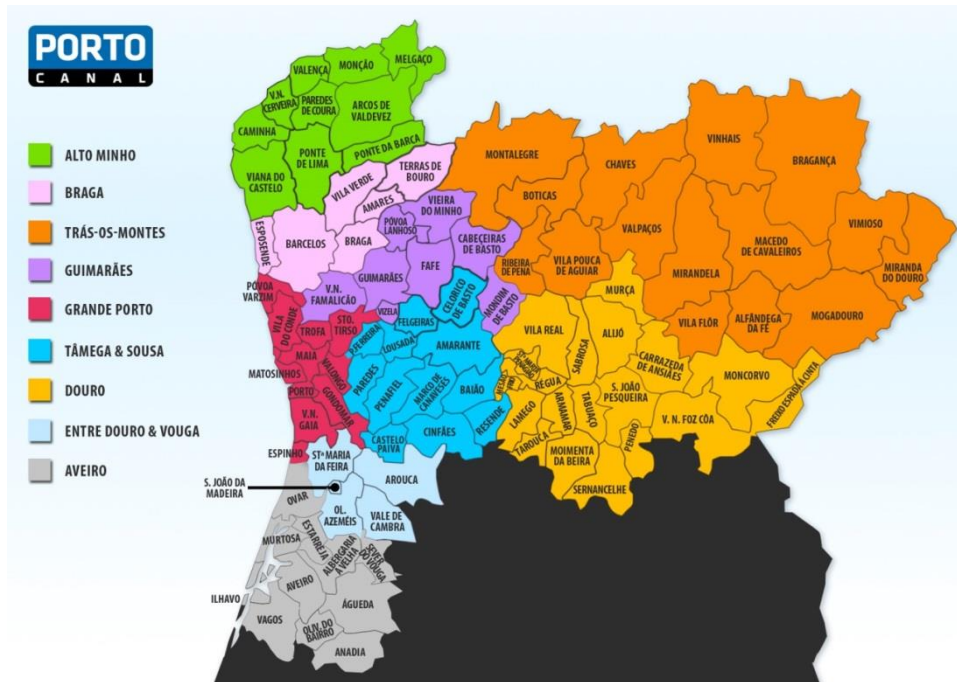 PORTO
CANAL
ALTO MINHO
BRAGA
TRÁS-OS-MONTES
GUIMARÃES
GRANDE PORTO
TÂMEGA & SOUSA
DOURO
ENTRE DOURO & VOUGA
AVEIRO
MELGAÇO
MONÇÃO
VALENÇA
V.N.
CERVEIRA
PAREDES
DE COURA
ARCOS DE
VALDEVEZ
CAMINHA
PONTE
DE LIMA
PONTE DA BARCA
VIANA DO
CASTELO
TERRAS DE
BOURO
VILA VERDE
AMARES
ESPOSENDE
BARCELOS
BRAGA
MONTALEGRE
CHAVES
VINHAIS
BRAGANÇA
BOTICAS
VALPAÇOS
VIMIOSO
MACEDO
DE CAVALEIROS
MIRANDA
DO DOURO
RIBEIRA
DE PENA
VILA POUCA
DE AGUIAR
MIRANDELA
VILA FLÔR
ALFÂNDEGA
DA FÉ
MOGADOURO
VIEIRA
DO MINHO
PÓVOA
LANHOSO
CABECEIRAS
DE BASTO
GUIMARÃES
FAFE
V.N.
FAMALICÃO
VIZELA
MONDIM
DE BASTO
PÓVOA
VARZIM
VILA
DO CONDE
TROFA
STO.
TIRSO
MAIA
MATOSINHOS
VALONGO
PORTO
GONDOMAR
V.N.
GAIA
ESPINHO
CELORICO
DE BASTO
FELGEIRAS
P.FERREIRA
LOUSADA
AMARANTE
PAREDES
PENAFIEL
MARCO DE
CANAVESES
BAIÃO
CASTELO
PAIVA
CINFÃES
RESENDE
MURÇA
VILA REAL
ALIJÓ
SABROSA
CARRAZEDA
DE ANSIÃES
MONCORVO
FREIXO ESPADA À CINTA
RÉGUA
S. JOÃO
PESQUEIRA
LAMEGO
ARMAMAR
TABUAÇO
V. N. FOZ CÔA
TAROUCA
MOIMENTA
DA BEIRA
PENEDO
SERNANCELHE
STª MARIA
DA FEIRA
AROUCA
S. JOÃO DA
MADEIRA
OL.
AZEMÉIS
VALE DE
CAMBRA
OVAR
MURTOSA
ESTARREJA
ALBERGARIA
A VELHA
SEVER
DO VOUGA
AVEIRO
ILHAVO
ÁGUEDA
VAGOS
OLIV. DO
BAIRRO
ANADIA